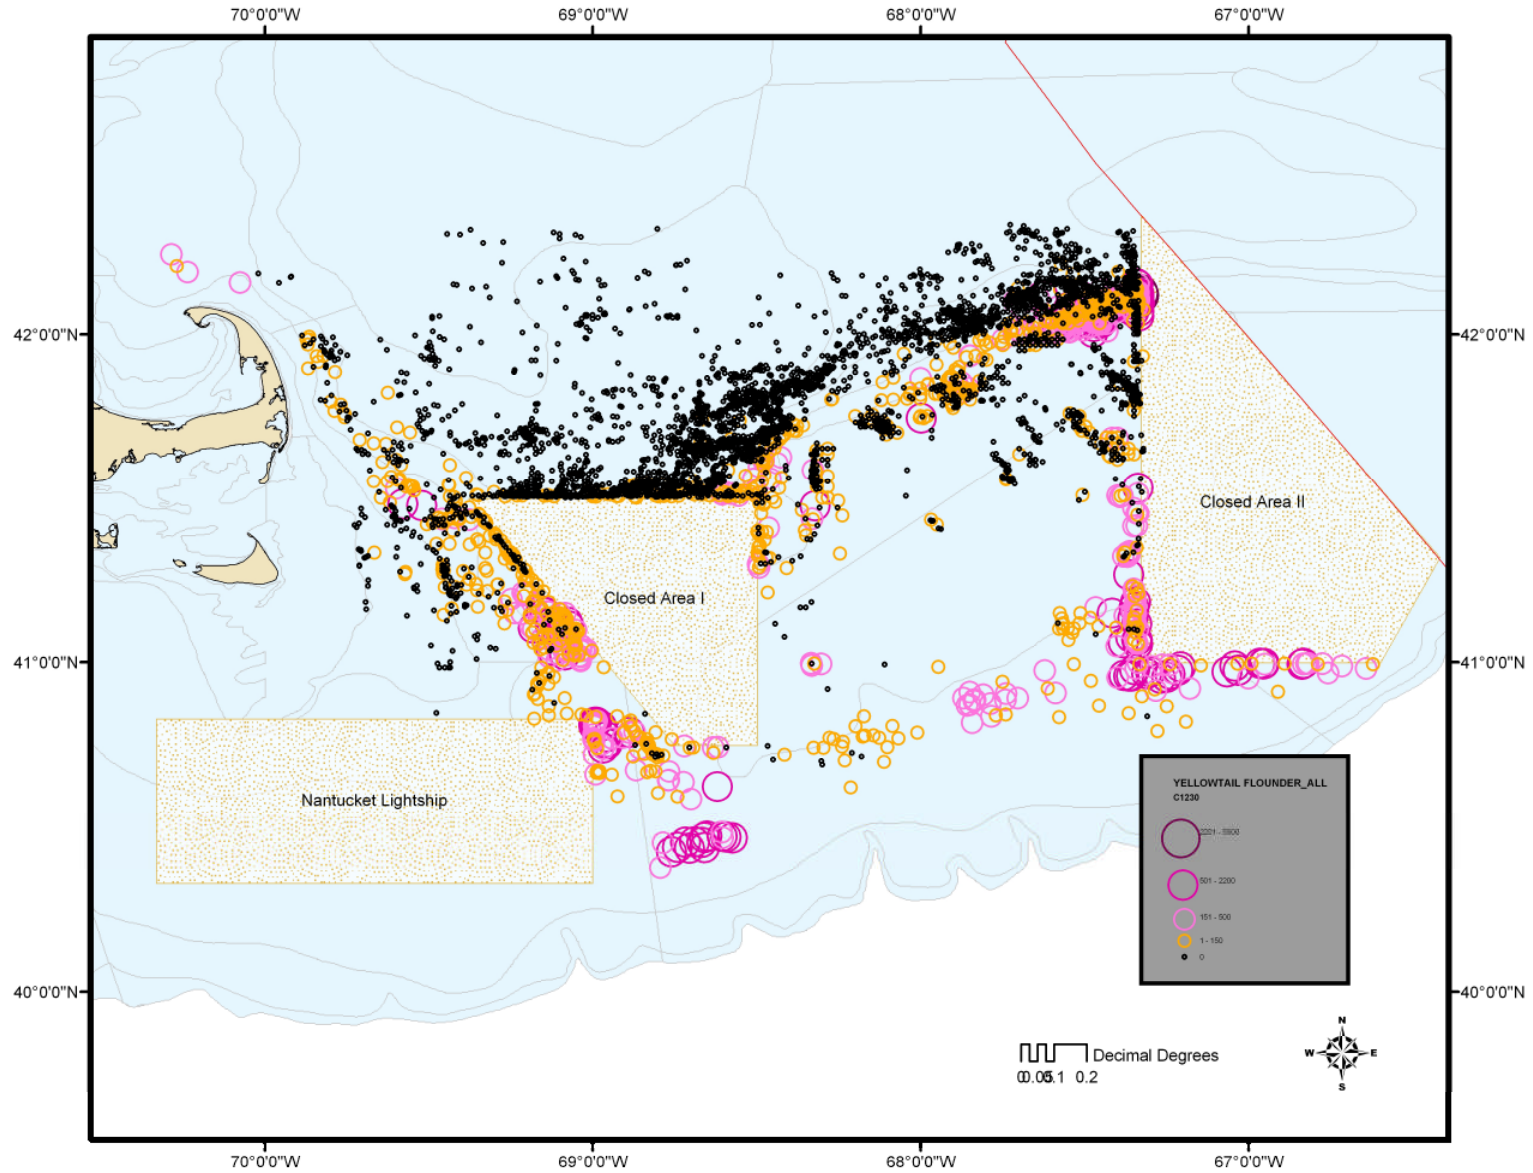 70°0'0"W 69°0'0"W 68°0'0"W 67°0'0"W
42°0'0"N 42°0'0"N
Closed Area II
Closed Area I
41°0'0"N 41°0'0"N
Nantucket Lightship
YELLOWTAIL FLOUNDER_ALL
C1230
501 - 2200
151 - 500
1 - 150
0
40°0'0"N 40°0'0"N
N
W E
S
Decimal Degrees
0.2
70°0'0"W 69°0'0"W 68°0'0"W 67°0'0"W